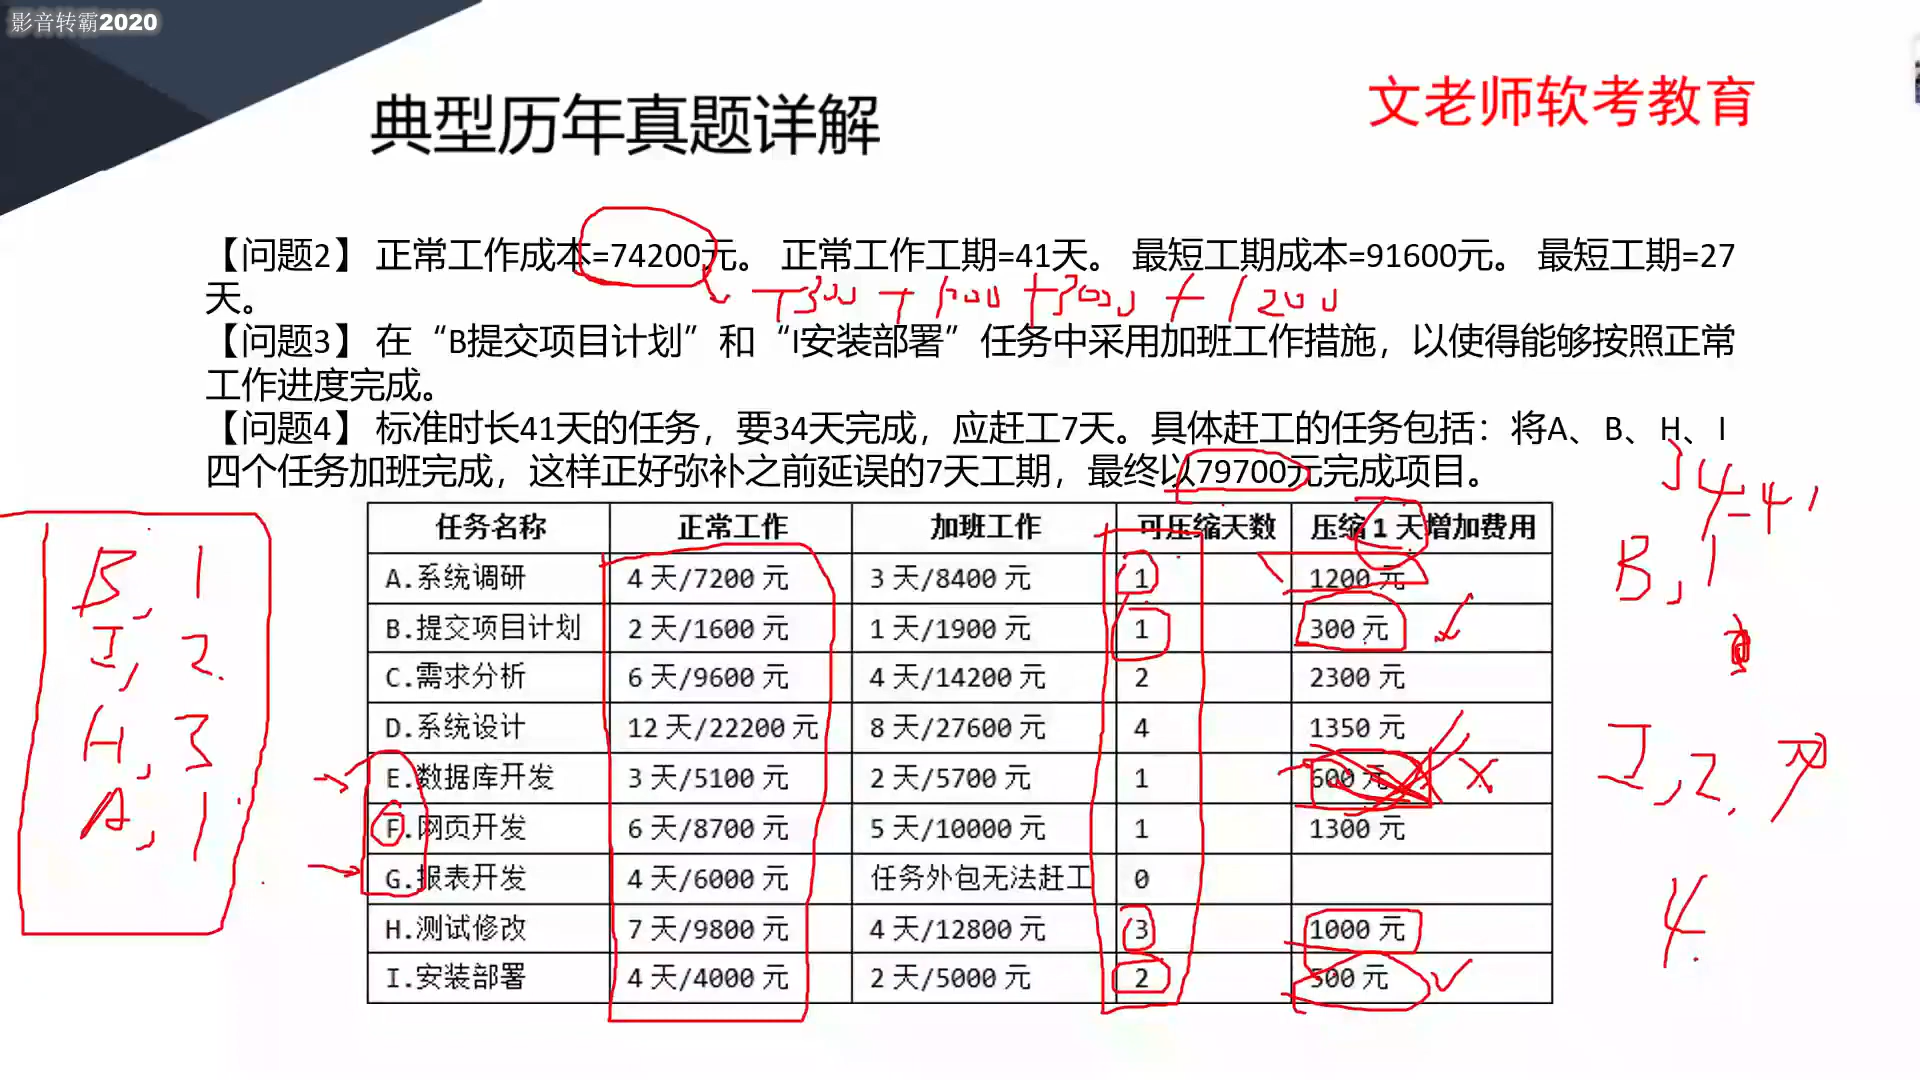 影音转霸2020
典型历年真题详解
文老师软考教育
【问题2】 正常工作成本=74200元。 正常工作工期=41天。 最短工期成本=91600元。 最短工期=27
天。
+300 + 1000 +3000 + 1200
【问题3】 在“B提交项目计划”和“I安装部署”任务中采用加班工作措施，以使得能够按照正常
工作进度完成。
【问题4】 标准时长41天的任务，要34天完成，应赶工7天。具体赶工的任务包括：将A、B、H、I
四个任务加班完成，这样正好弥补之前延误的7天工期，最终以79700元完成项目。
任务名称 正常工作 加班工作 可压缩天数 压缩1天增加费用
A.系统调研 4天/7200元 3天/8400元 1 1200元
B.提交项目计划 2天/1600元 1天/1900元 1 300元
C.需求分析 6天/9600元 4天/14200元 2 2300元
D.系统设计 12天/22200元 8天/27600元 4 1350元
E.数据库开发 3天/5100元 2天/5700元 1 600元
F.网页开发 6天/8700元 5天/10000元 1 1300元
G.报表开发 4天/6000元 任务外包无法赶工 0
H.测试修改 7天/9800元 4天/12800元 3 1000元
I.安装部署 4天/4000元 2天/5000元 2 500元
B, 1
I, 2.
H, 3
A, 1
34=41
B, 1
I, 2.
4